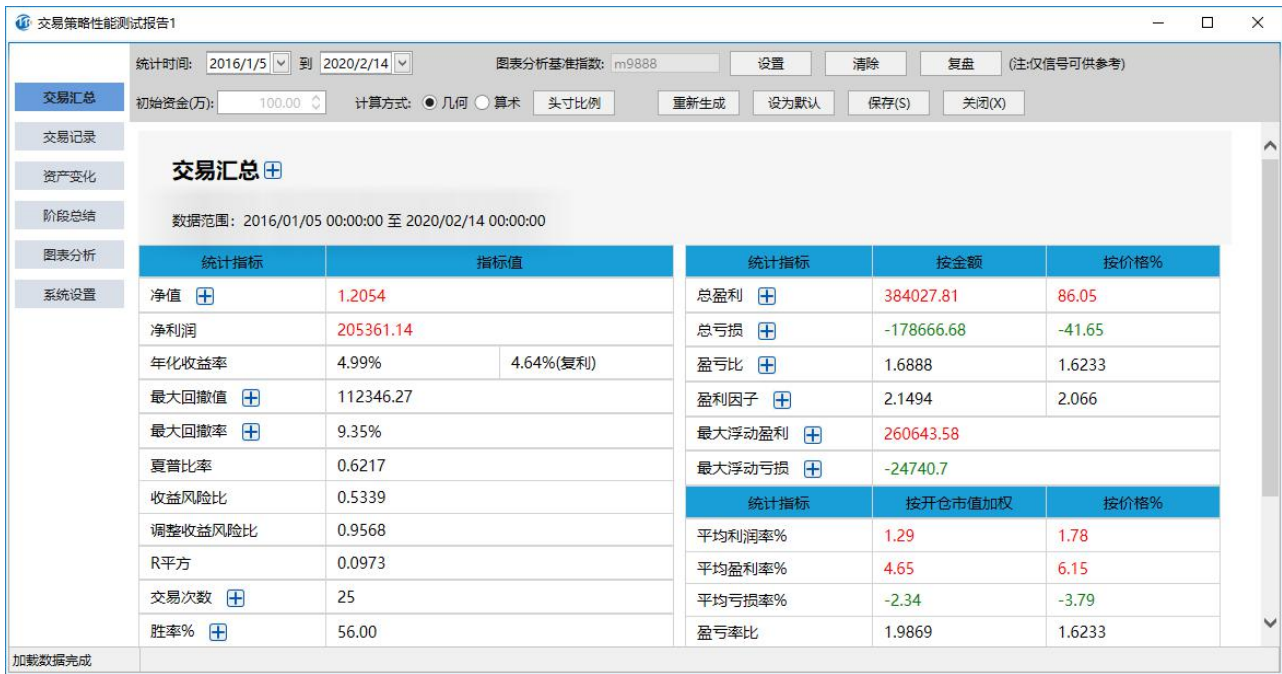 交易策略性能测试报告1
统计时间: 2016/1/5 到 2020/2/14 图表分析基准指数: m9888 设置 清除 复盘 (注:仅信号可供参考)
初始资金(万): 100.00 计算方式: 几何 算术 头寸比例 重新生成 设为默认 保存(S) 关闭(X)
交易汇总
交易记录
资产变化
阶段总结
图表分析
系统设置
交易汇总
数据范围：2016/01/05 00:00:00 至 2020/02/14 00:00:00
统计指标 指标值
净值 1.2054
净利润 205361.14
年化收益率 4.99% 4.64%(复利)
最大回撤值 112346.27
最大回撤率 9.35%
夏普比率 0.6217
收益风险比 0.5339
调整收益风险比 0.9568
R平方 0.0973
交易次数 25
胜率% 56.00
统计指标 按金额 按价格%
总盈利 384027.81 86.05
总亏损 -178666.68 -41.65
盈亏比 1.6888 1.6233
盈利因子 2.1494 2.066
最大浮动盈利 260643.58
最大浮动亏损 -24740.7
统计指标 按开仓市值加权 按价格%
平均利润率% 1.29 1.78
平均盈利率% 4.65 6.15
平均亏损率% -2.34 -3.79
盈亏率比 1.9869 1.6233
加载数据完成